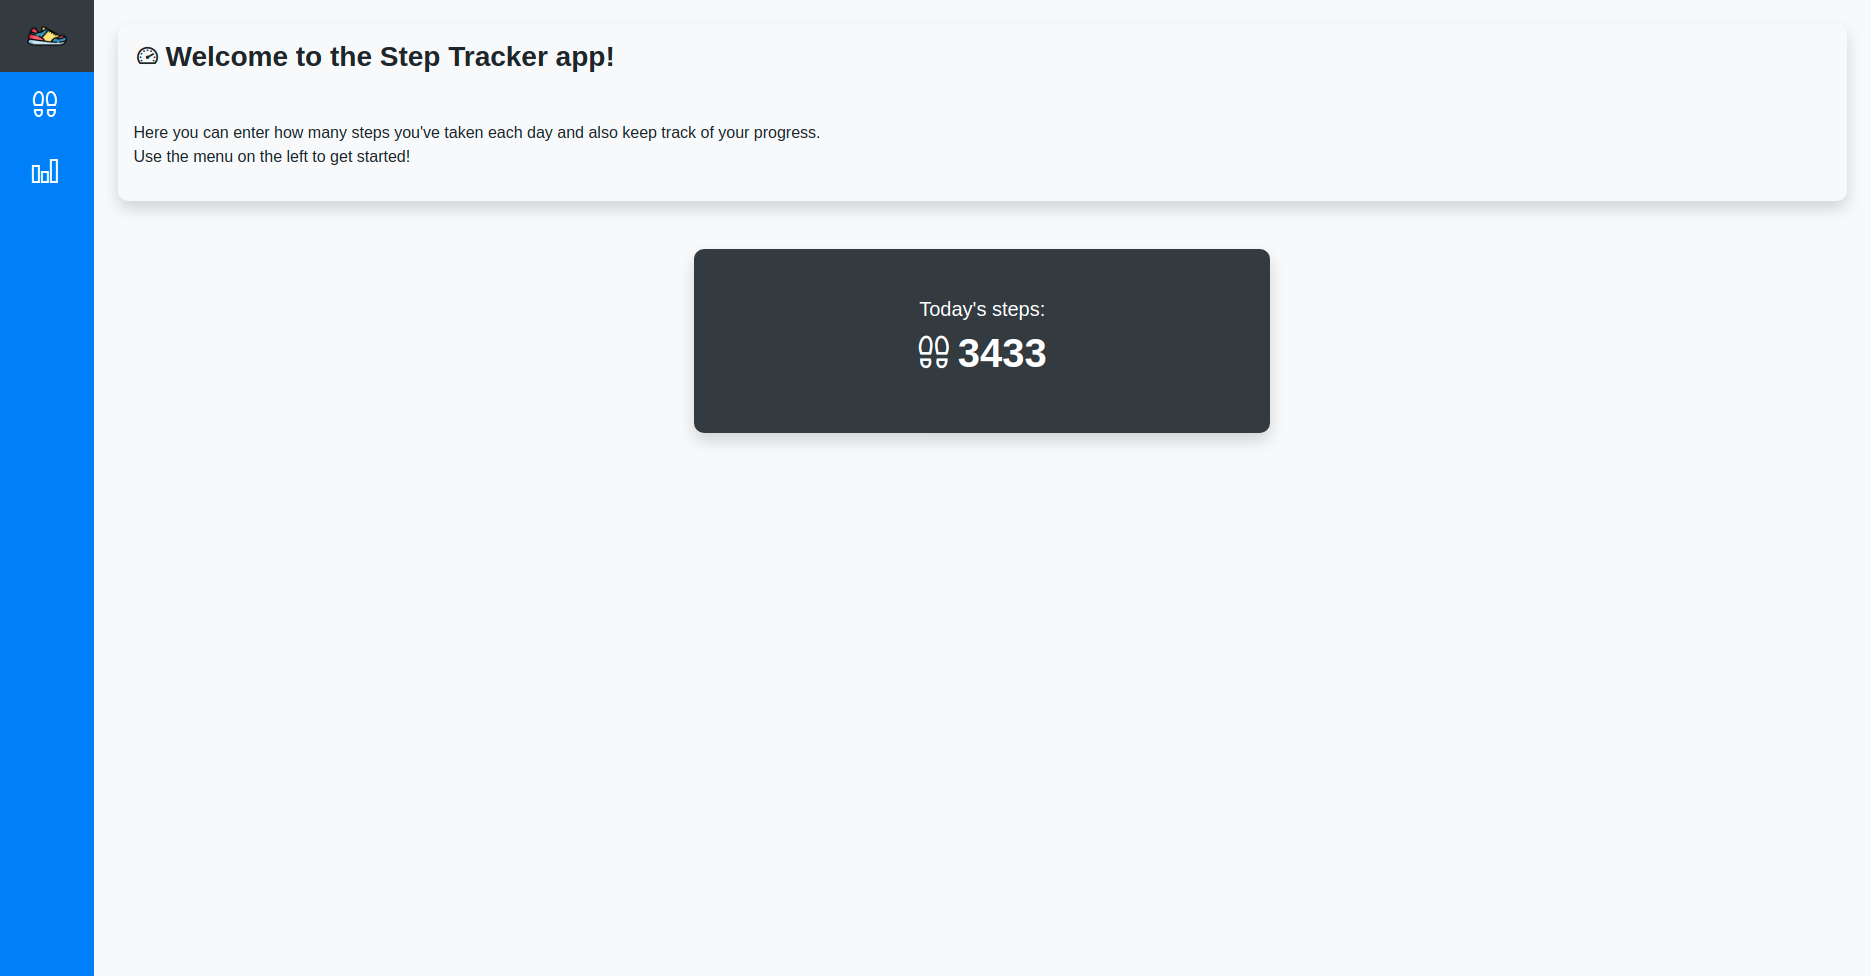 Welcome to the Step Tracker app!
Here you can enter how many steps you've taken each day and also keep track of your progress.
Use the menu on the left to get started!
Today's steps:
3433